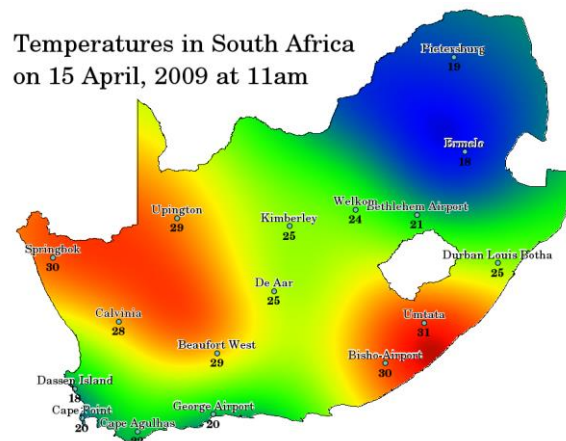 Temperatures in South Africa
on 15 April, 2009 at 11am
Pietersburg
19
Ermelo
18
Welkom
24
Bethlehem Airport
21
Upington
29
Kimberley
25
Springbok
30
Durban Louis Botha
25
De Aar
25
Calvinia
28
Umtata
31
Beaufort West
29
Bisho-Airport
30
Dassen Island
18
Cape Point
20
George Airport
20
Cape Agulhas